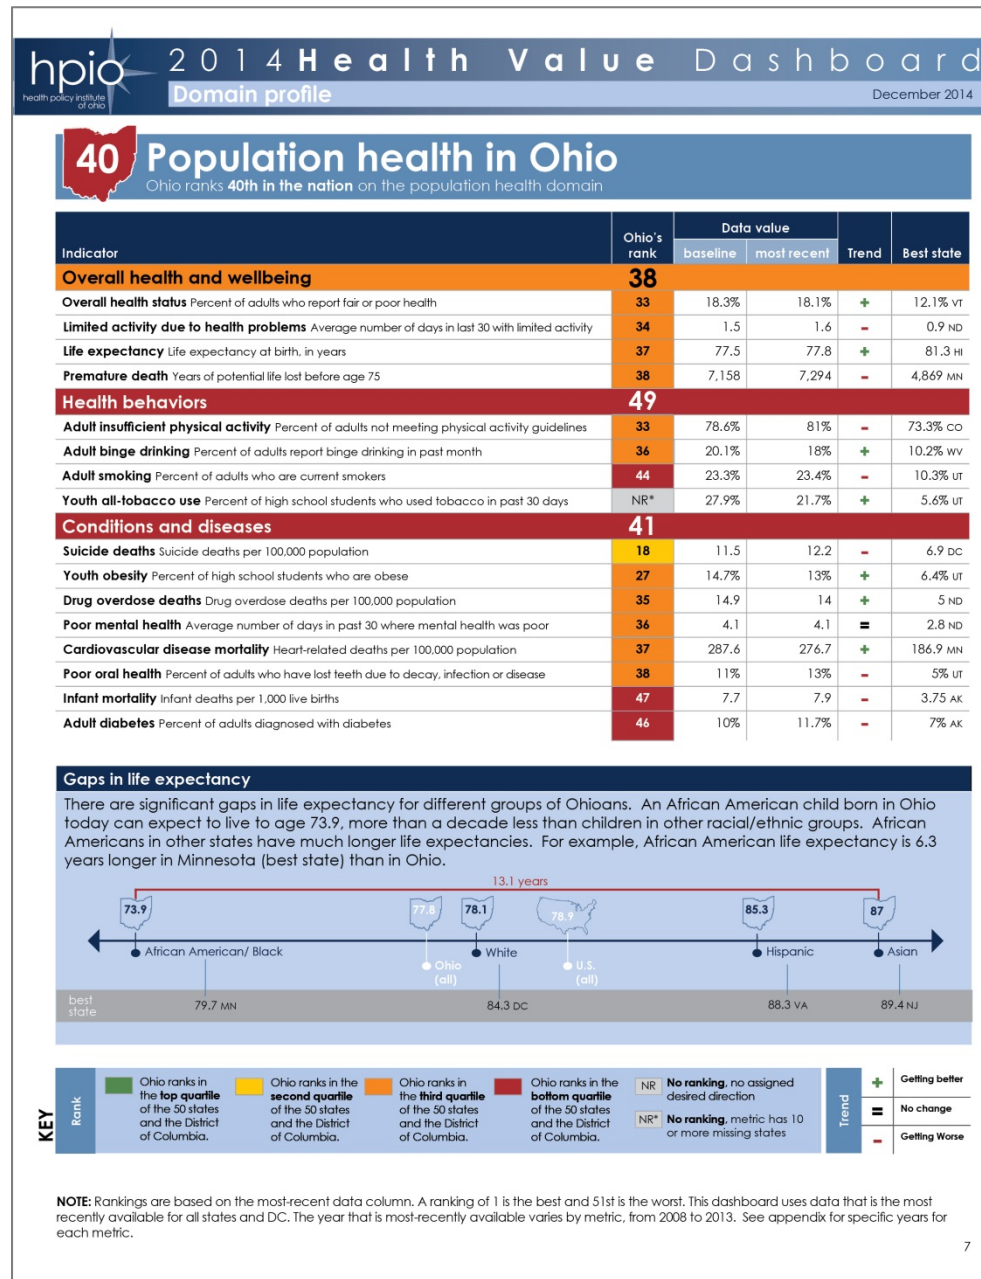 hpio
health policy institute
of ohio
2014 Health Value Dashboard
Domain profile
December 2014
40
Population health in Ohio
Ohio ranks 40th in the nation on the population health domain
Indicator
Ohio's rank
Data value
baseline
most recent
Trend
Best state
Overall health and wellbeing 38
Overall health status Percent of adults who report fair or poor health 33 18.3% 18.1% + 12.1% VT
Limited activity due to health problems Average number of days in last 30 with limited activity 34 1.5 1.6 - 0.9 ND
Life expectancy Life expectancy at birth, in years 37 77.5 77.8 + 81.3 HI
Premature death Years of potential life lost before age 75 38 7,158 7,294 - 4,869 MN
Health behaviors 49
Adult insufficient physical activity Percent of adults not meeting physical activity guidelines 33 78.6% 81% - 73.3% CO
Adult binge drinking Percent of adults report binge drinking in past month 36 20.1% 18% + 10.2% WV
Adult smoking Percent of adults who are current smokers 44 23.3% 23.4% - 10.3% UT
Youth all-tobacco use Percent of high school students who used tobacco in past 30 days NR* 27.9% 21.7% + 5.6% UT
Conditions and diseases 41
Suicide deaths Suicide deaths per 100,000 population 18 11.5 12.2 - 6.9 DC
Youth obesity Percent of high school students who are obese 27 14.7% 13% + 6.4% UT
Drug overdose deaths Drug overdose deaths per 100,000 population 35 14.9 14 + 5 ND
Poor mental health Average number of days in past 30 where mental health was poor 36 4.1 4.1 = 2.8 ND
Cardiovascular disease mortality Heart-related deaths per 100,000 population 37 287.6 276.7 + 186.9 MN
Poor oral health Percent of adults who have lost teeth due to decay, infection or disease 38 11% 13% - 5% UT
Infant mortality Infant deaths per 1,000 live births 47 7.7 7.9 - 3.75 AK
Adult diabetes Percent of adults diagnosed with diabetes 46 10% 11.7% - 7% AK
Gaps in life expectancy
There are significant gaps in life expectancy for different groups of Ohioans. An African American child born in Ohio
today can expect to live to age 73.9, more than a decade less than children in other racial/ethnic groups. African
Americans in other states have much longer life expectancies. For example, African American life expectancy is 6.3
years longer in Minnesota (best state) than in Ohio.
13.1 years
73.9 77.8 78.1 78.9 85.3 87
African American/ Black
Ohio
(all)
White
U.S.
(all)
Hispanic
Asian
best
state
79.7 MN 84.3 DC 88.3 VA 89.4 NJ
KEY
Rank
Ohio ranks in
the top quartile
of the 50 states
and the District
of Columbia.
Ohio ranks in the
second quartile
of the 50 states
and the District
of Columbia.
Ohio ranks in
the third quartile
of the 50 states
and the District
of Columbia.
Ohio ranks in the
bottom quartile
of the 50 states
and the District
of Columbia.
NR No ranking, no assigned
desired direction
NR* No ranking, metric has 10
or more missing states
Trend
+ Getting better
= No change
- Getting Worse
NOTE: Rankings are based on the most-recent data column. A ranking of 1 is the best and 51st is the worst. This dashboard uses data that is the most
recently available for all states and DC. The year that is most-recently available varies by metric, from 2008 to 2013. See appendix for specific years for
each metric.
7